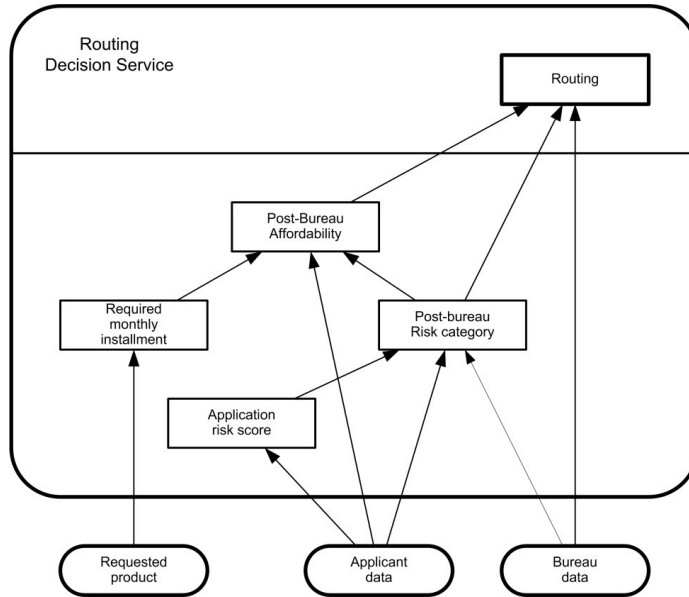 Routing
Decision Service
Routing
Post-Bureau
Affordability
Required
monthly
installment
Post-bureau
Risk category
Application
risk score
Requested
product
Applicant
data
Bureau
data